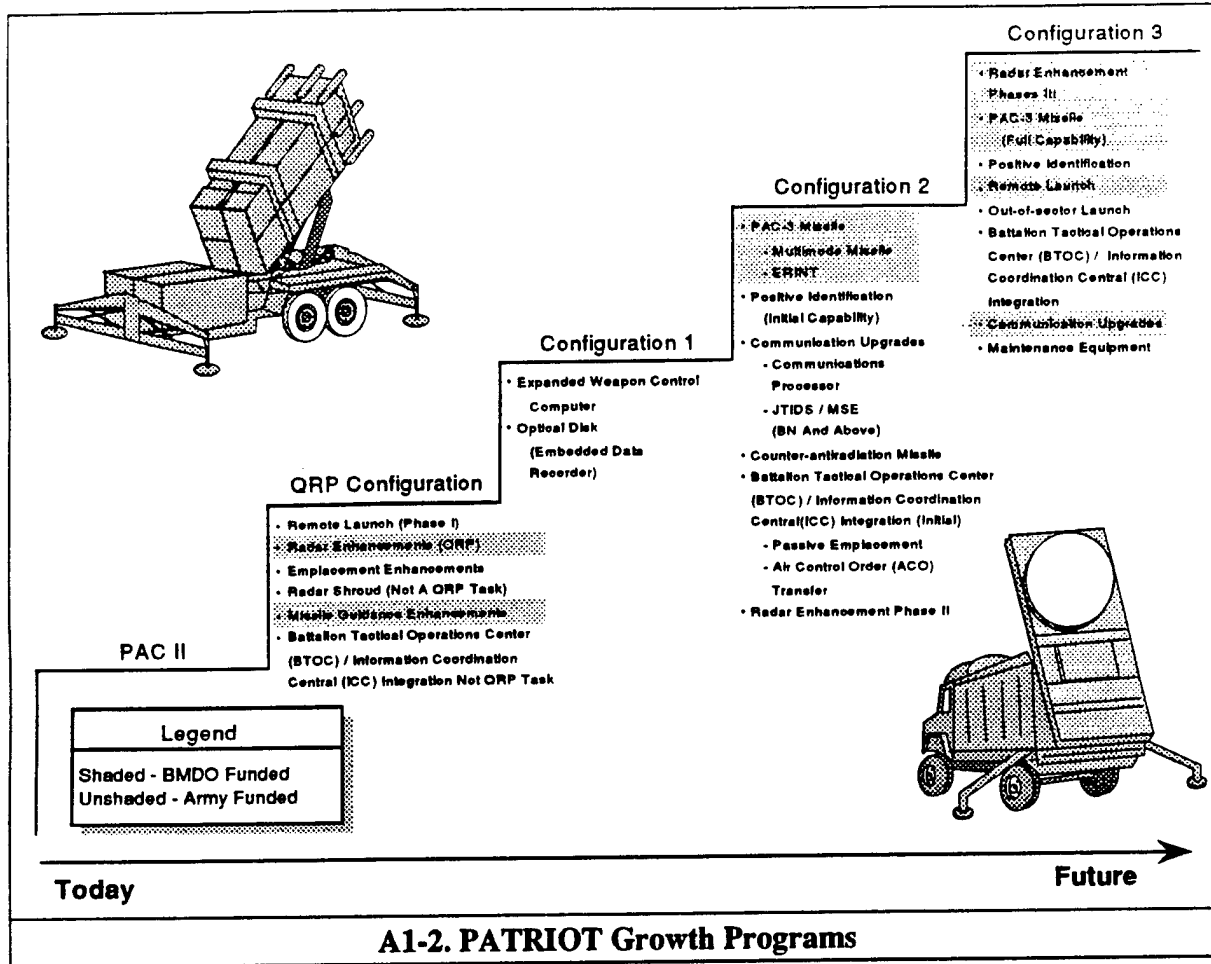 Configuration 3
• Radar Enhancement
Phases III
• PAC-3 Missile
(Full Capability)
• Positive Identification
• Remote Launch
• Out-of-sector Launch
• Battalion Tactical Operations
Center (BTOC) / Information
Coordination Central (ICC)
Integration
• Communication Upgrades
• Maintenance Equipment
Configuration 2
• PAC-3 Missile
- Multimode Missile
- ERINT
• Positive Identification
(Initial Capability)
• Communication Upgrades
- Communications
Processor
- JTIDS / MSE
(BN And Above)
• Counter-antiradiation Missile
• Battalion Tactical Operations Center
(BTOC) / Information Coordination
Central(ICC) Integration (Initial)
- Passive Emplacement
- Air Control Order (ACO)
Transfer
• Radar Enhancement Phase II
Configuration 1
• Expanded Weapon Control
Computer
• Optical Disk
(Embedded Data
Recorder)
QRP Configuration
• Remote Launch (Phase I)
• Radar Enhancements (QRP)
• Emplacement Enhancements
• Radar Shroud (Not A QRP Task)
• Missile Guidance Enhancements
• Battalion Tactical Operations Center
(BTOC) / Information Coordination
Central (ICC) Integration Not QRP Task
PAC II
Legend
Shaded - BMDO Funded
Unshaded - Army Funded
Today
Future
A1-2. PATRIOT Growth Programs